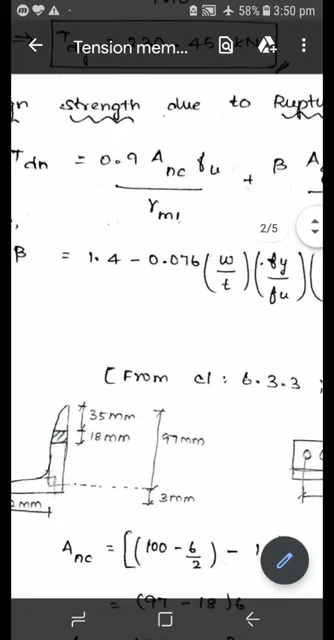 58% 3:50 pm
Tension mem...
gn strength due to Ruptu
Tdn = 0.9 Anc fu + β A
γm1
2/5
β = 1.4 - 0.076 (w/t) (fy/fu) (
[From cl : 6.3.3
35mm
18mm
97mm
3mm
mm
Anc = [(100 - 6/2) - 1
= (97 - 18) 6